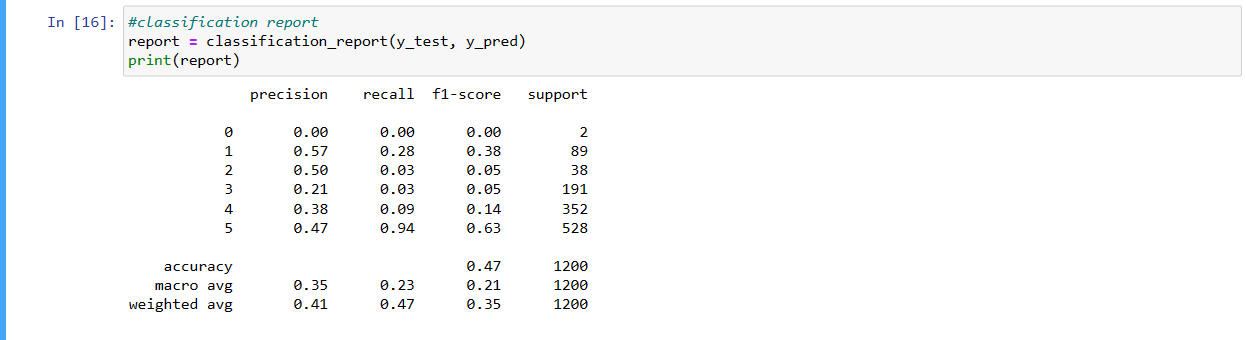 In [16]: #classification report
report = classification_report(y_test, y_pred)
print(report)
precision recall f1-score support
0 0.00 0.00 0.00 2
1 0.57 0.28 0.38 89
2 0.50 0.03 0.05 38
3 0.21 0.03 0.05 191
4 0.38 0.09 0.14 352
5 0.47 0.94 0.63 528
accuracy 0.47 1200
macro avg 0.35 0.23 0.21 1200
weighted avg 0.41 0.47 0.35 1200